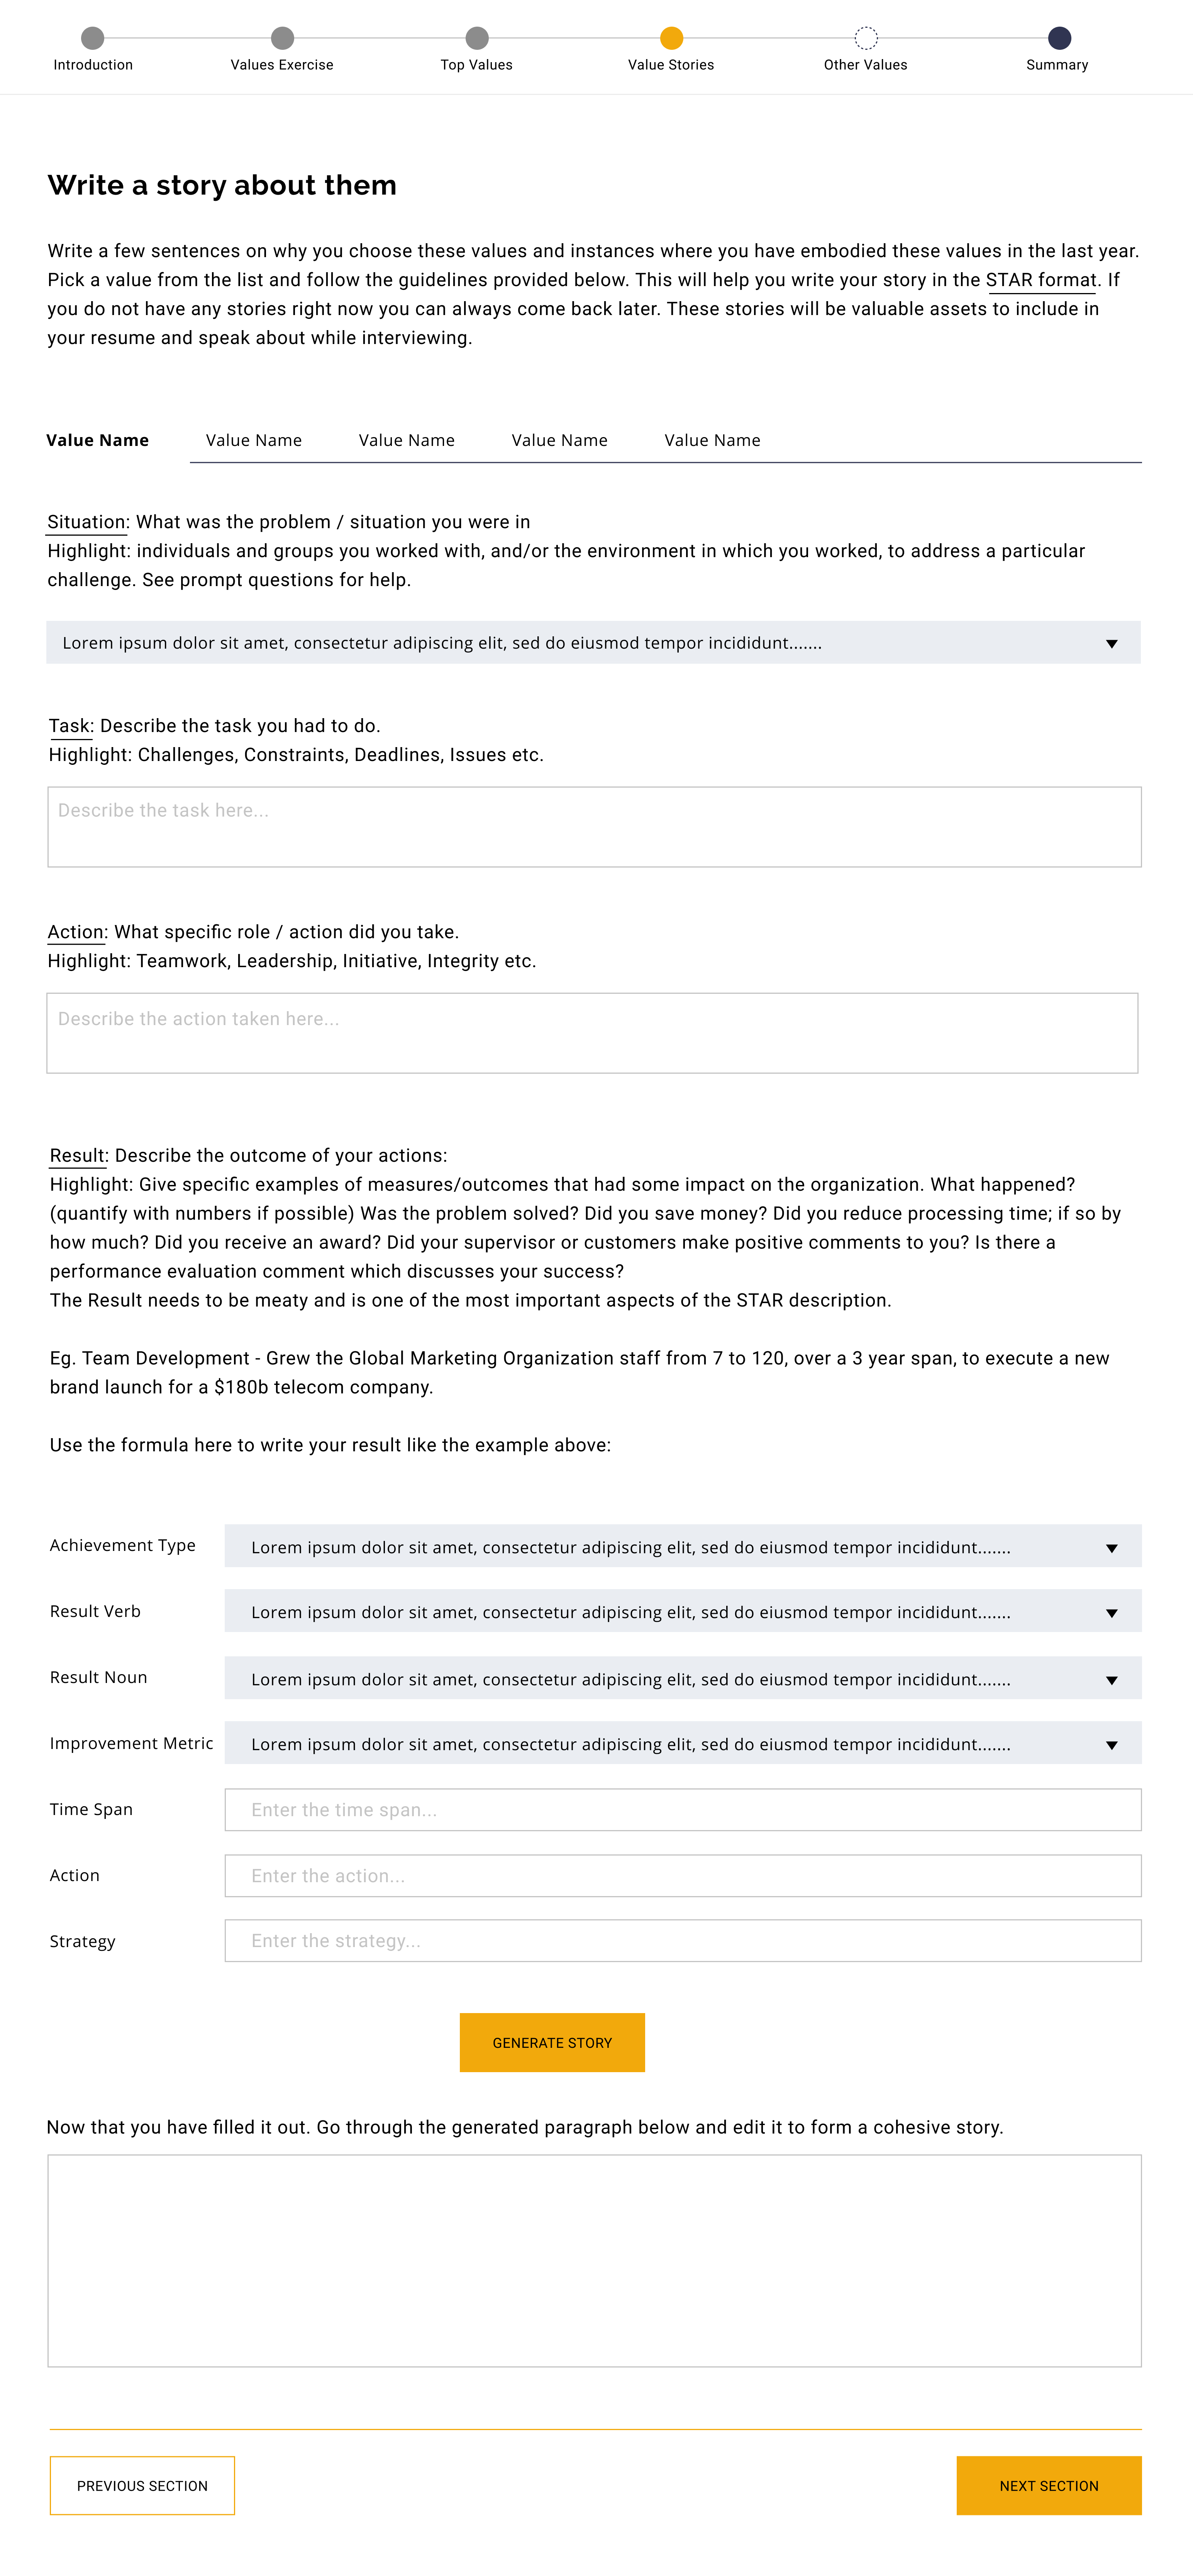 Introduction
Values Exercise
Top Values
Value Stories
Other Values
Summary
Write a story about them
Write a few sentences on why you choose these values and instances where you have embodied these values in the last year.
Pick a value from the list and follow the guidelines provided below. This will help you write your story in the STAR format. If
you do not have any stories right now you can always come back later. These stories will be valuable assets to include in
your resume and speak about while interviewing.
Value Name
Value Name
Value Name
Value Name
Value Name
Situation: What was the problem / situation you were in
Highlight: individuals and groups you worked with, and/or the environment in which you worked, to address a particular
challenge. See prompt questions for help.
Lorem ipsum dolor sit amet, consectetur adipiscing elit, sed do eiusmod tempor incididunt.......
Task: Describe the task you had to do.
Highlight: Challenges, Constraints, Deadlines, Issues etc.
Describe the task here...
Action: What specific role / action did you take.
Highlight: Teamwork, Leadership, Initiative, Integrity etc.
Describe the action taken here...
Result: Describe the outcome of your actions:
Highlight: Give specific examples of measures/outcomes that had some impact on the organization. What happened?
(quantify with numbers if possible) Was the problem solved? Did you save money? Did you reduce processing time; if so by
how much? Did you receive an award? Did your supervisor or customers make positive comments to you? Is there a
performance evaluation comment which discusses your success?
The Result needs to be meaty and is one of the most important aspects of the STAR description.
Eg. Team Development - Grew the Global Marketing Organization staff from 7 to 120, over a 3 year span, to execute a new
brand launch for a $180b telecom company.
Use the formula here to write your result like the example above:
Achievement Type
Lorem ipsum dolor sit amet, consectetur adipiscing elit, sed do eiusmod tempor incididunt.......
Result Verb
Lorem ipsum dolor sit amet, consectetur adipiscing elit, sed do eiusmod tempor incididunt.......
Result Noun
Lorem ipsum dolor sit amet, consectetur adipiscing elit, sed do eiusmod tempor incididunt.......
Improvement Metric
Lorem ipsum dolor sit amet, consectetur adipiscing elit, sed do eiusmod tempor incididunt.......
Time Span
Enter the time span...
Action
Enter the action...
Strategy
Enter the strategy...
GENERATE STORY
Now that you have filled it out. Go through the generated paragraph below and edit it to form a cohesive story.
PREVIOUS SECTION
NEXT SECTION